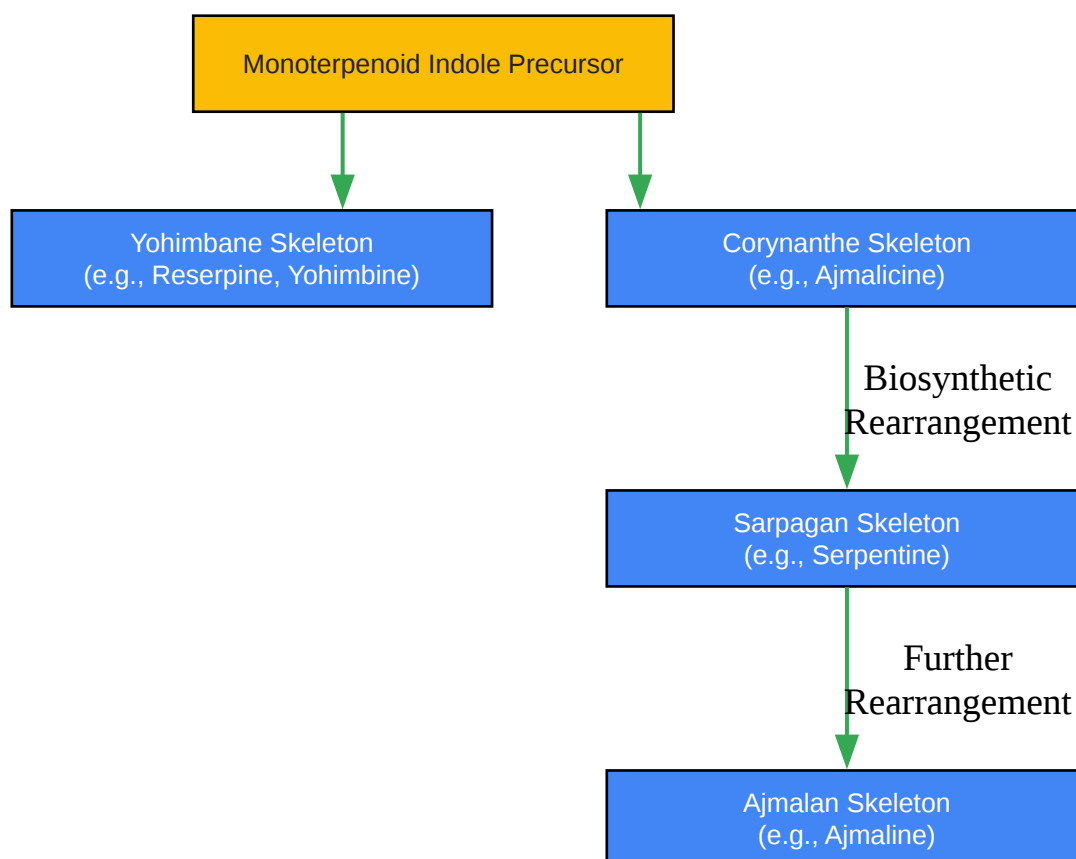 Monoterpenoid Indole Precursor
Yohimbane Skeleton
(e.g., Reserpine, Yohimbine)
Corynanthe Skeleton
(e.g., Ajmalicine)
Biosynthetic
Rearrangement
Sarpagan Skeleton
(e.g., Serpentine)
Further
Rearrangement
Ajmalan Skeleton
(e.g., Ajmaline)